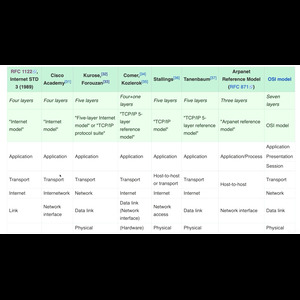 RFC 1122, Internet STD 3 (1989)
Cisco Academy[31]
Kurose,[32] Forouzan[33]
Comer,[34] Kozierok[35]
Stallings[36]
Tanenbaum[37]
Arpanet Reference Model (RFC 871)
OSI model
Four layers
Four layers
Five layers
Four+one layers
Five layers
Five layers
Three layers
Seven layers
"Internet model"
"Internet model"
"Five-layer Internet model" or "TCP/IP protocol suite"
"TCP/IP 5-layer reference model"
"TCP/IP model"
"TCP/IP 5-layer reference model"
"Arpanet reference model"
OSI model
Application
Application
Application
Application
Application
Application
Application/Process
Application
Presentation
Session
Transport
Transport
Transport
Transport
Host-to-host or transport
Transport
Host-to-host
Transport
Internet
Internetwork
Network
Internet
Internet
Internet
Network
Link
Network interface
Data link
Data link (Network interface)
Network access
Data link
Network interface
Data link
Physical
(Hardware)
Physical
Physical
Physical